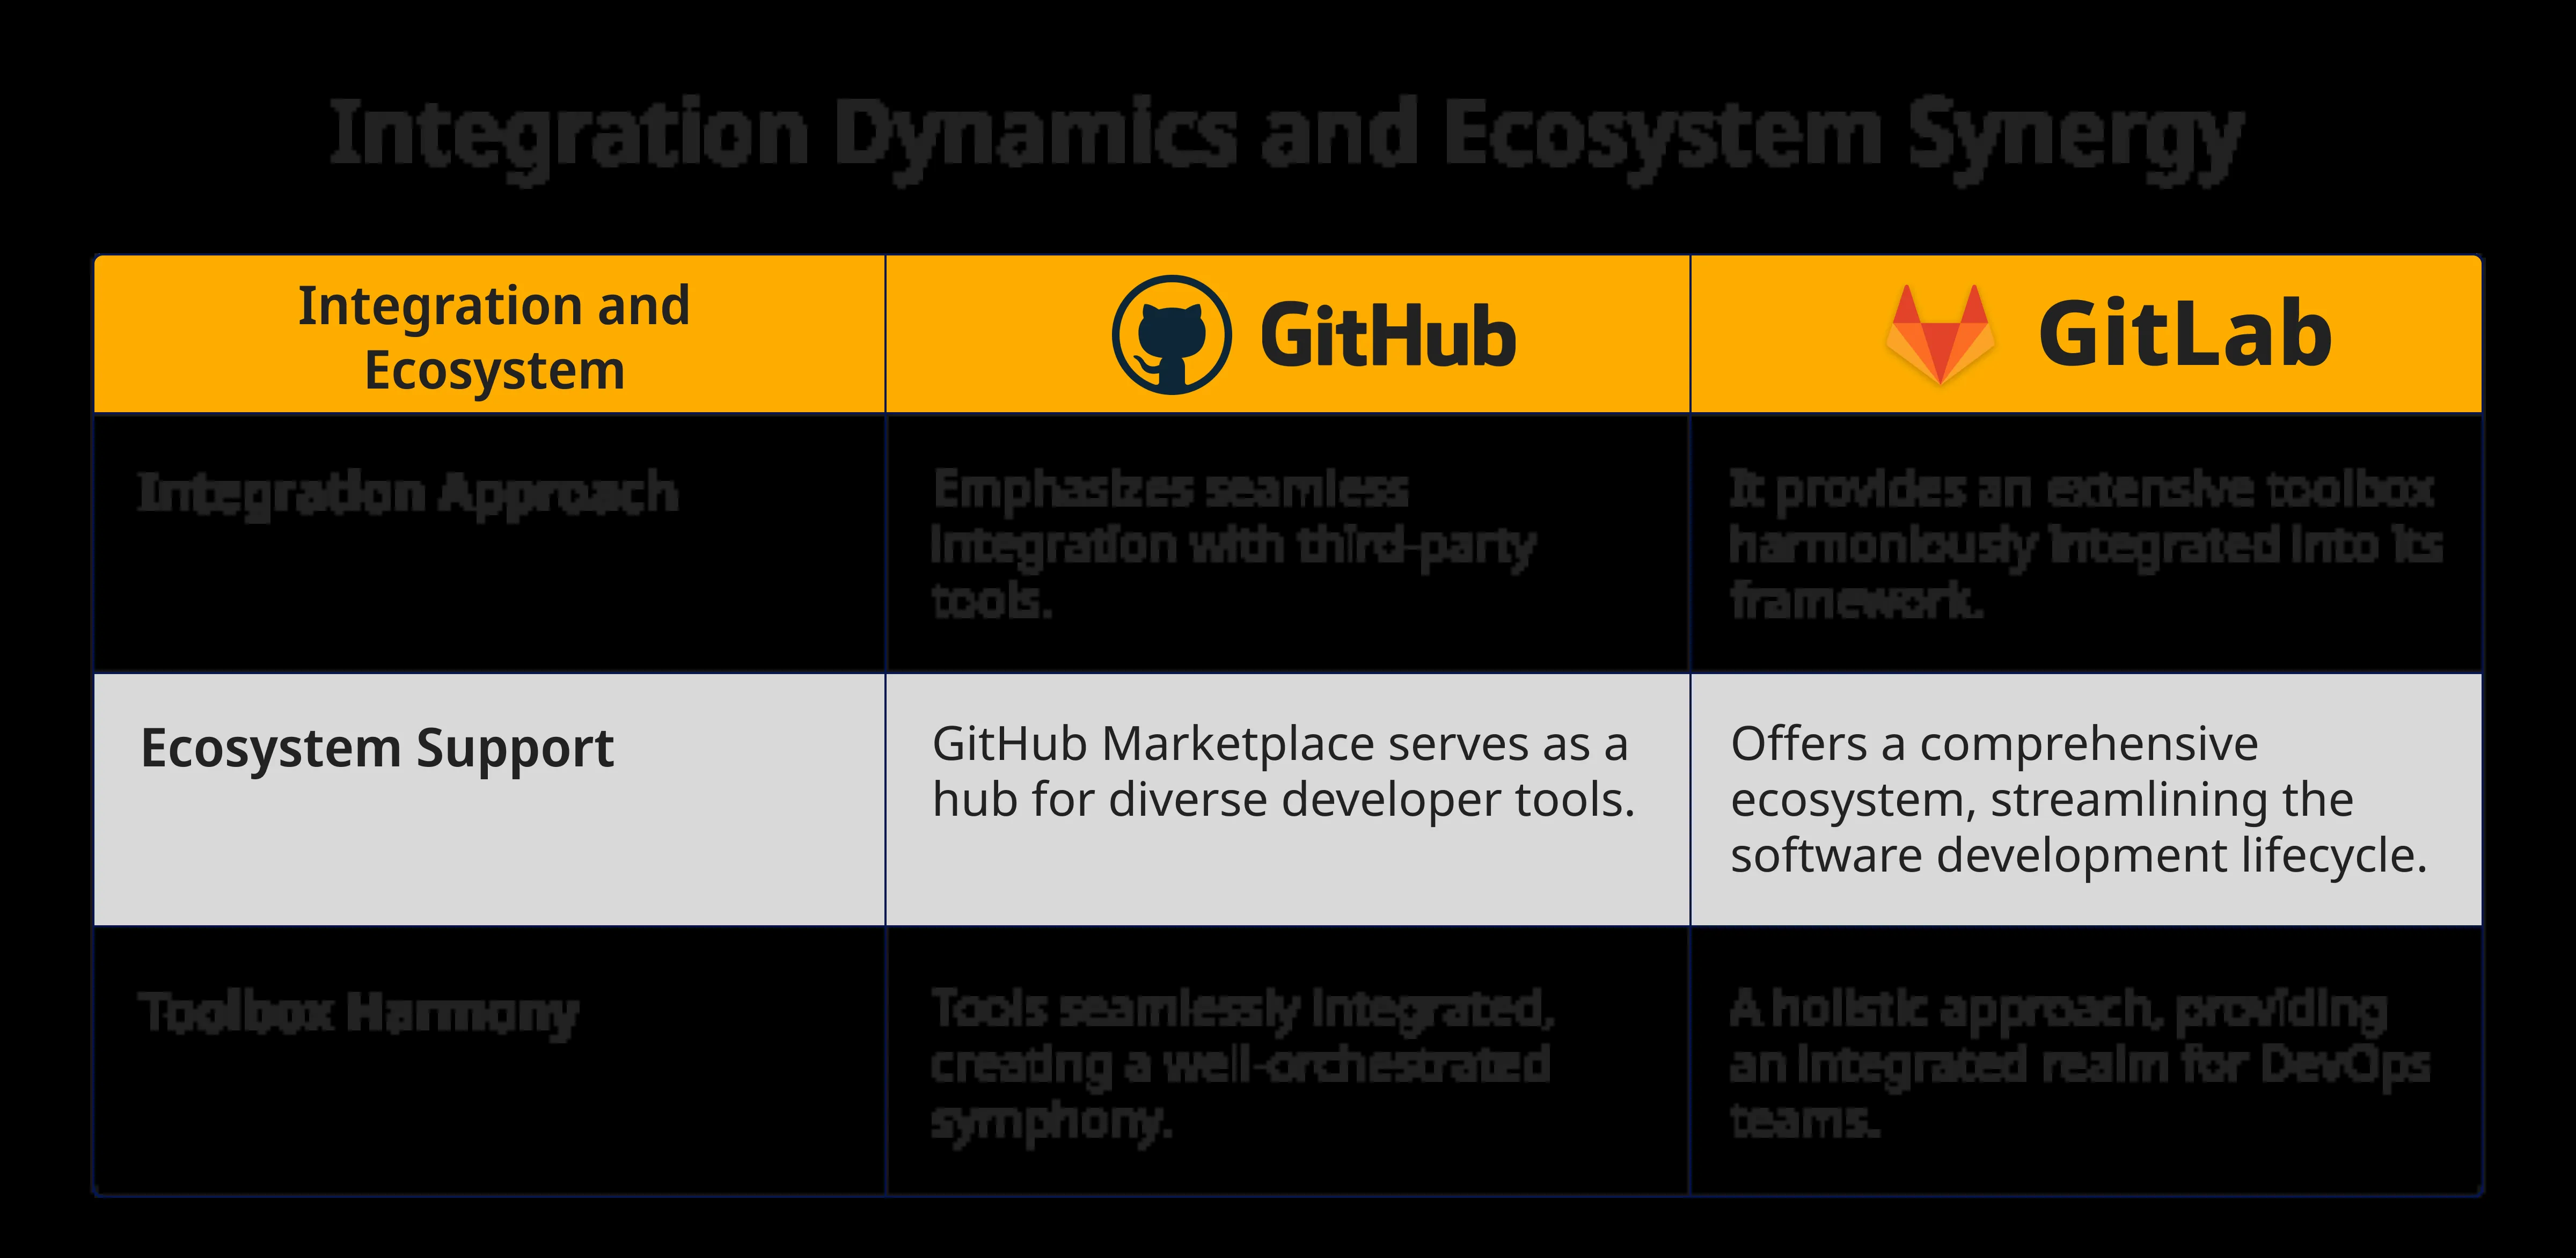 Integration Dynamics and Ecosystem Synergy
Integration and
Ecosystem
GitHub
GitLab
Integration Approach
Emphasizes seamless
integration with third-party
tools.
It provides an extensive toolbox
harmoniously integrated into its
framework.
Ecosystem Support
GitHub Marketplace serves as a
hub for diverse developer tools.
Offers a comprehensive
ecosystem, streamlining the
software development lifecycle.
Toolbox Harmony
Tools seamlessly integrated,
creating a well-orchestrated
symphony.
A holistic approach, providing
an integrated realm for DevOps
teams.